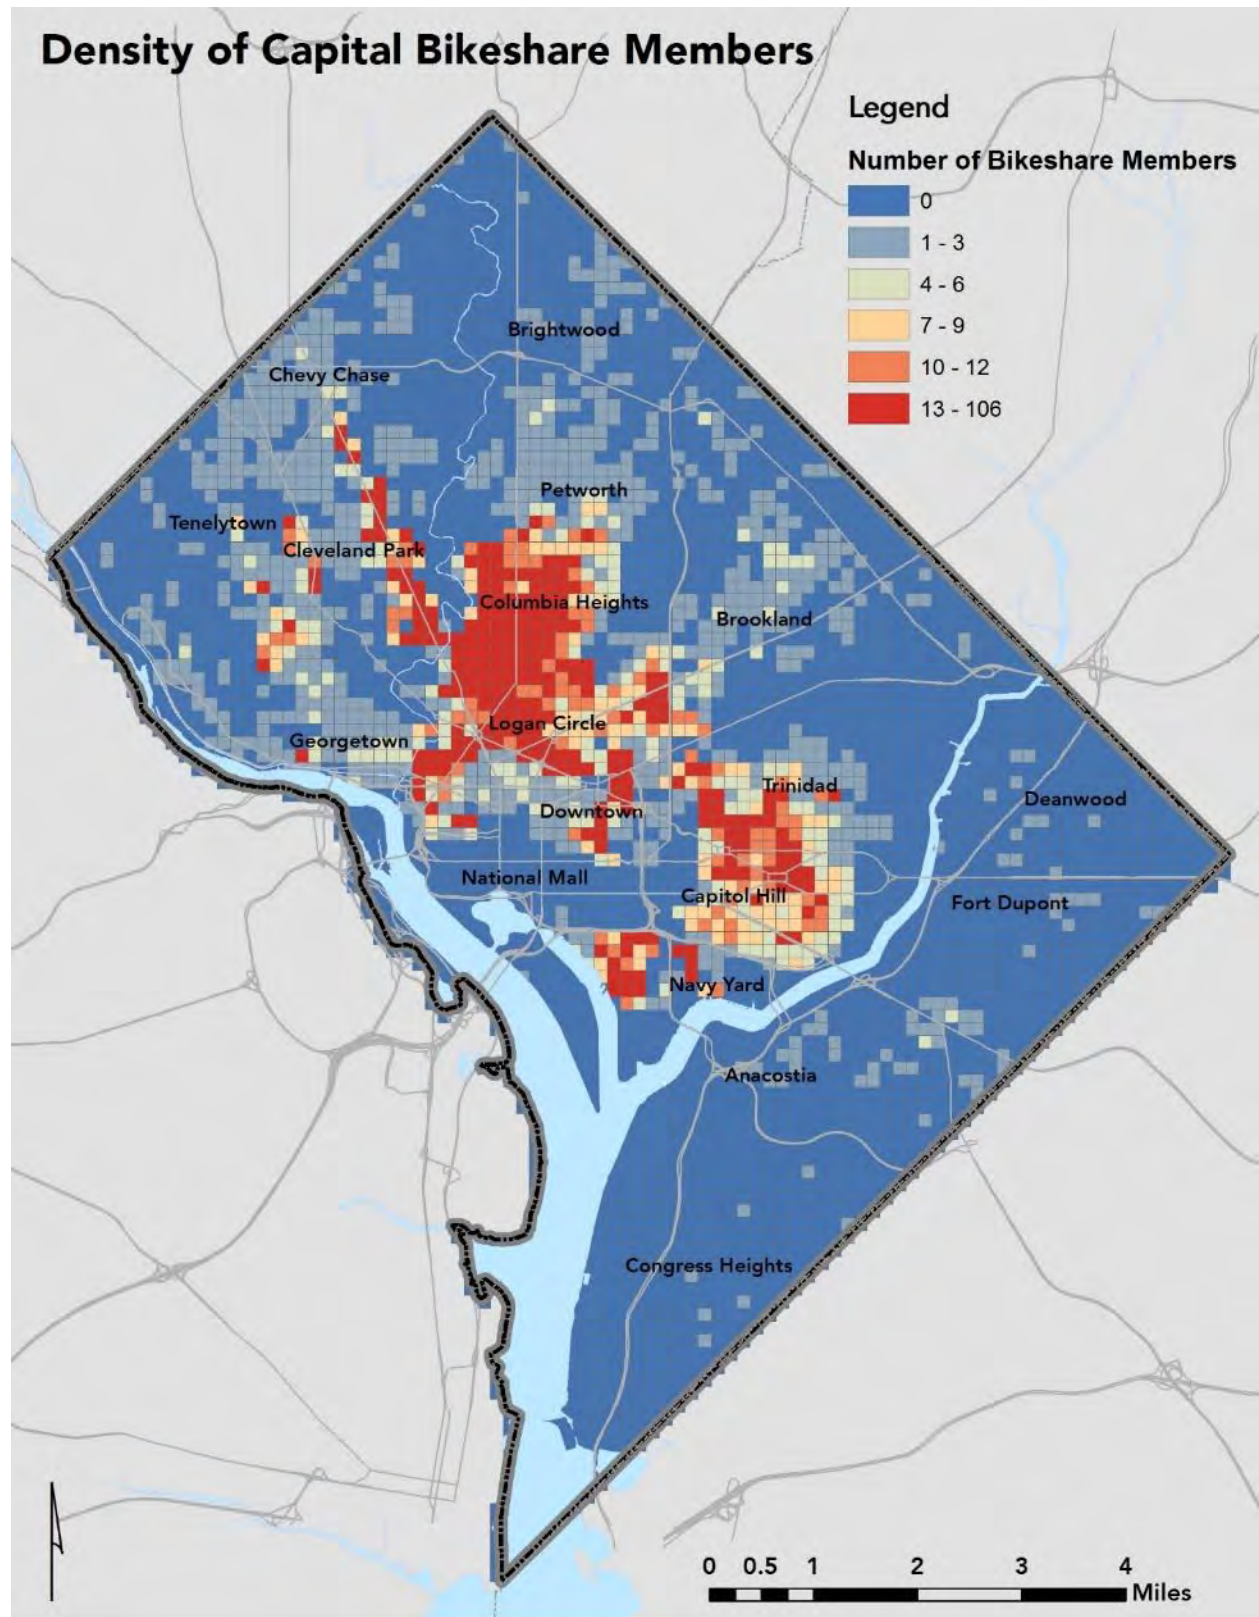 Density of Capital Bikeshare Members
Legend
Number of Bikeshare Members
0
1 - 3
4 - 6
7 - 9
10 - 12
13 - 106
Brightwood
Chevy Chase
Petworth
Tenelytown
Cleveland Park
Columbia Heights
Brookland
Logan Circle
Georgetown
Trinidad
Deanwood
Downtown
National Mall
Capitol Hill
Fort Dupont
Navy Yard
Anacostia
Congress Heights
0 0.5 1 2 3 4
Miles